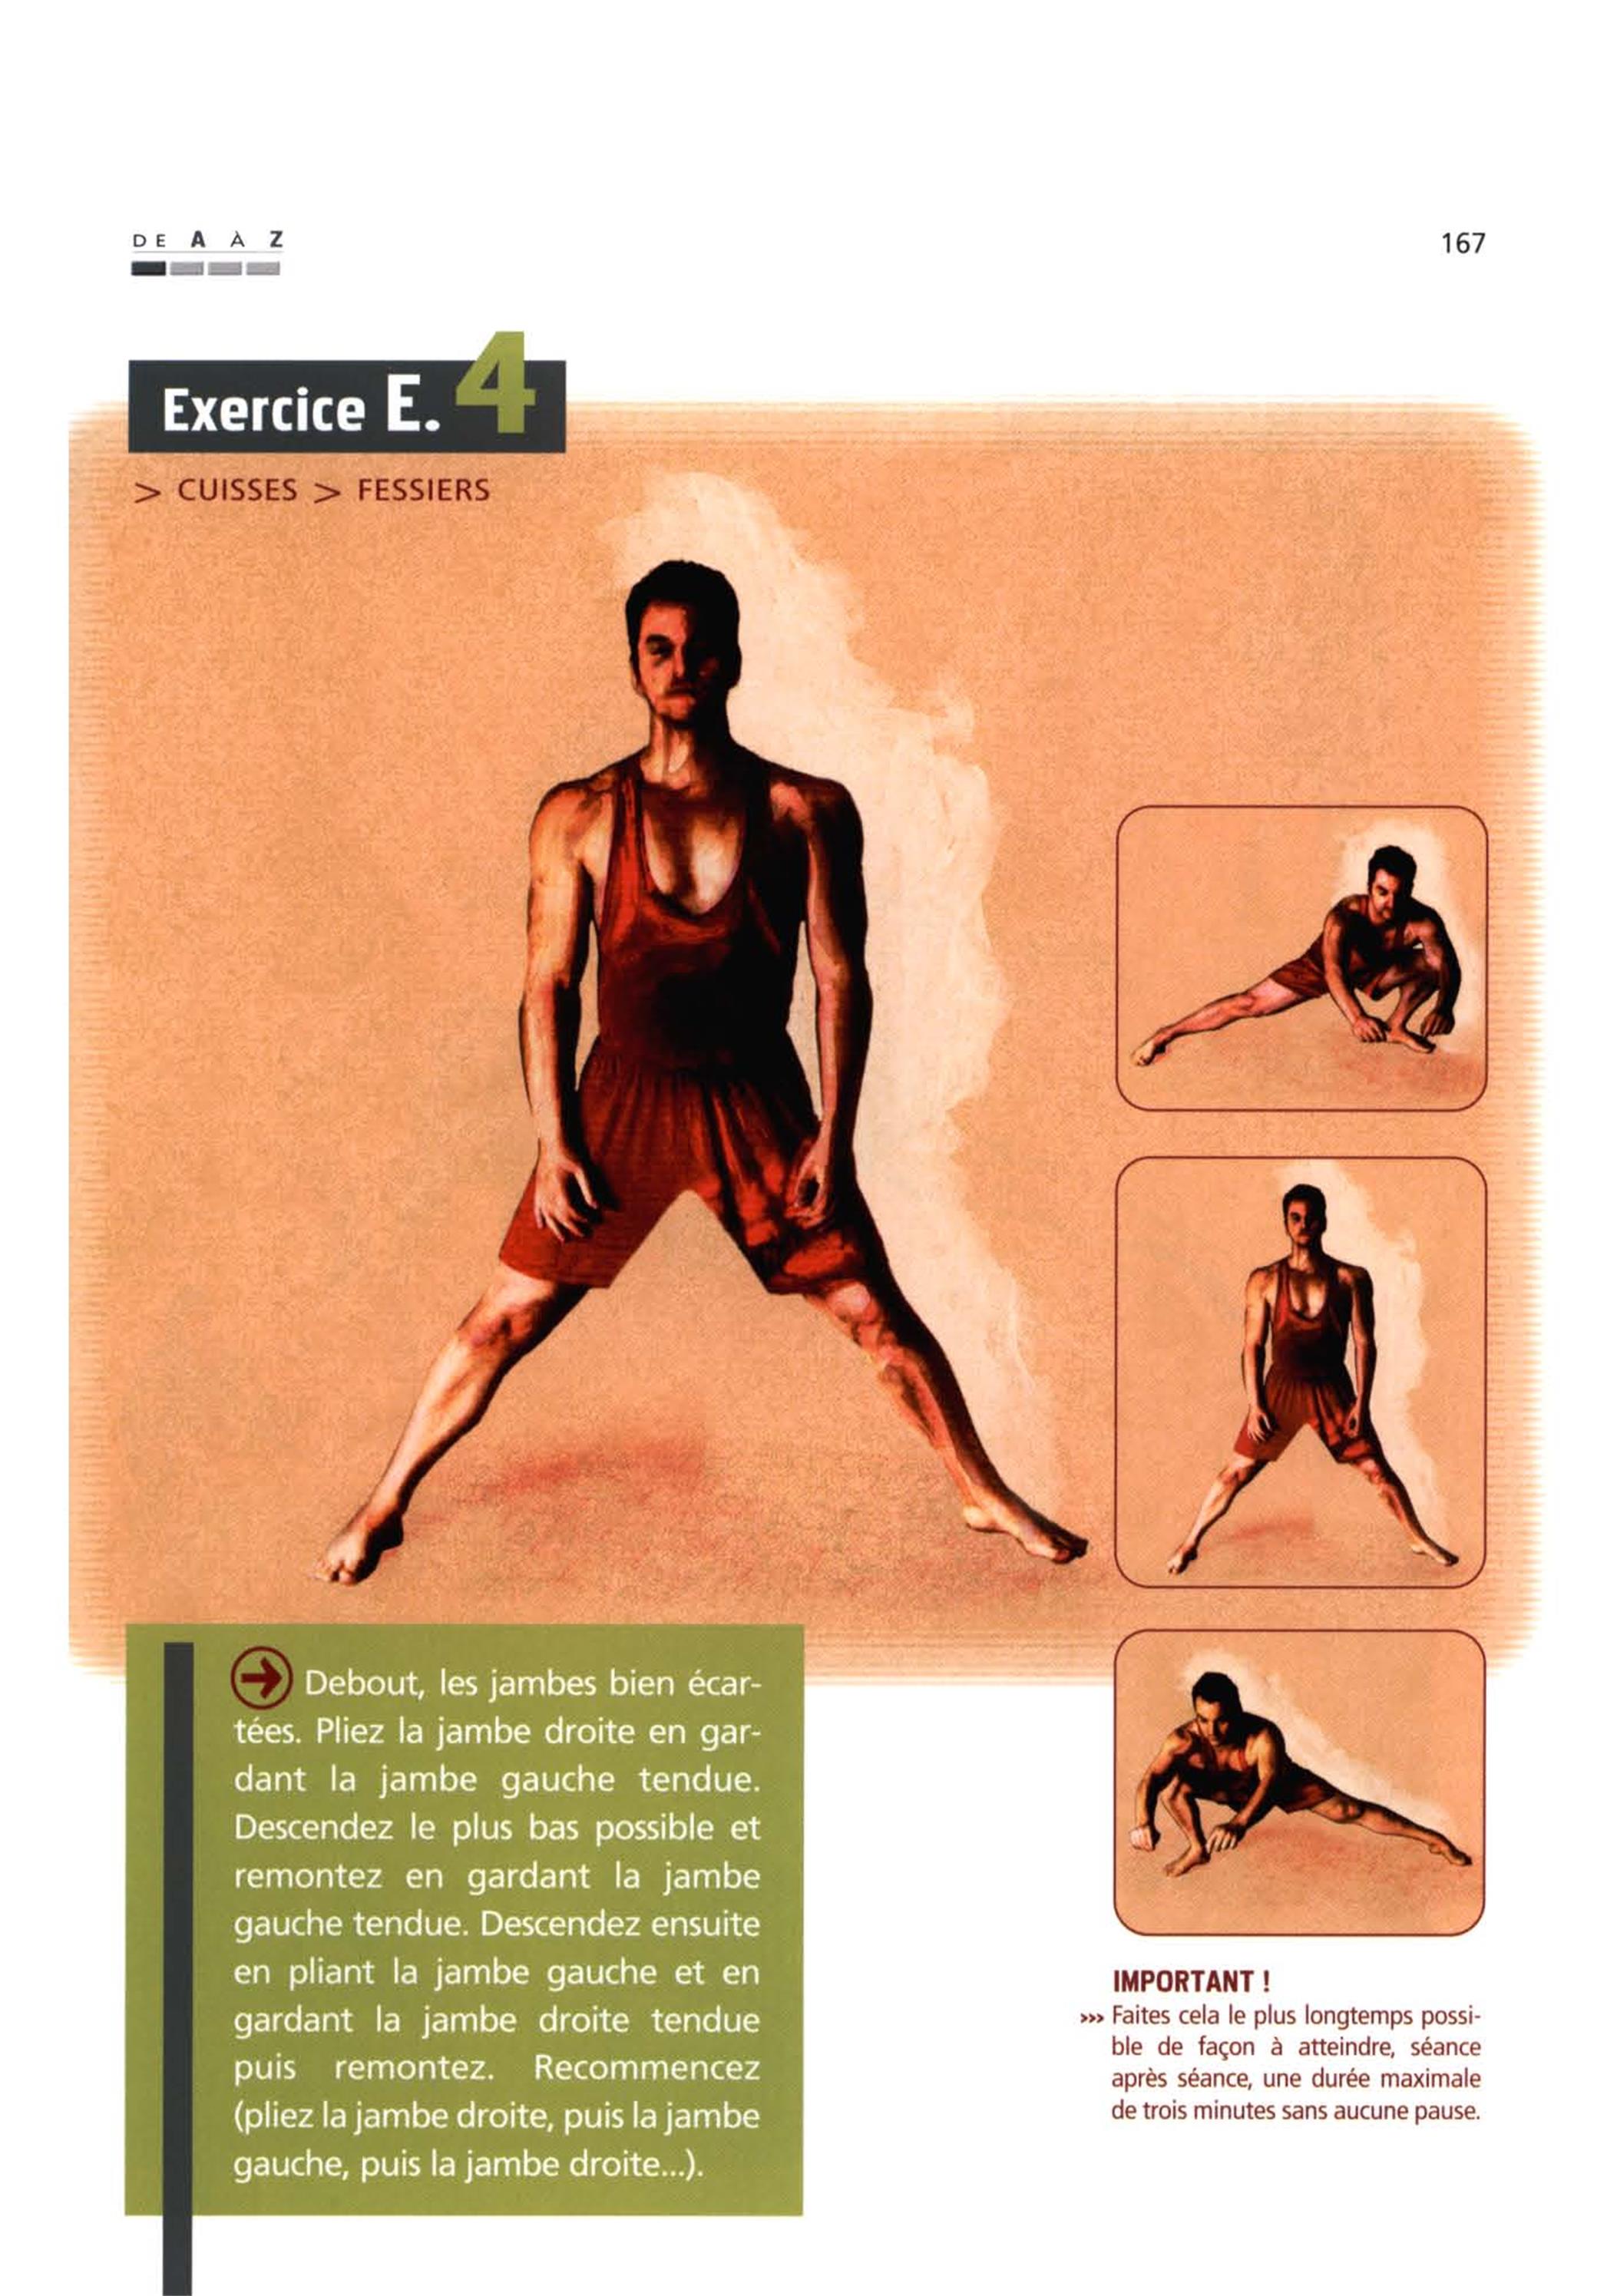 DE A À Z
167
Exercice E. 4
> CUISSES > FESSIERS
Debout, les jambes bien écar-
tées. Pliez la jambe droite en gar-
dant la jambe gauche tendue.
Descendez le plus bas possible et
remontez en gardant la jambe
gauche tendue. Descendez ensuite
en pliant la jambe gauche et en
gardant la jambe droite tendue
puis remontez. Recommencez
(pliez la jambe droite, puis la jambe
gauche, puis la jambe droite...).
IMPORTANT !
>>> Faites cela le plus longtemps possi-
ble de façon à atteindre, séance
après séance, une durée maximale
de trois minutes sans aucune pause.